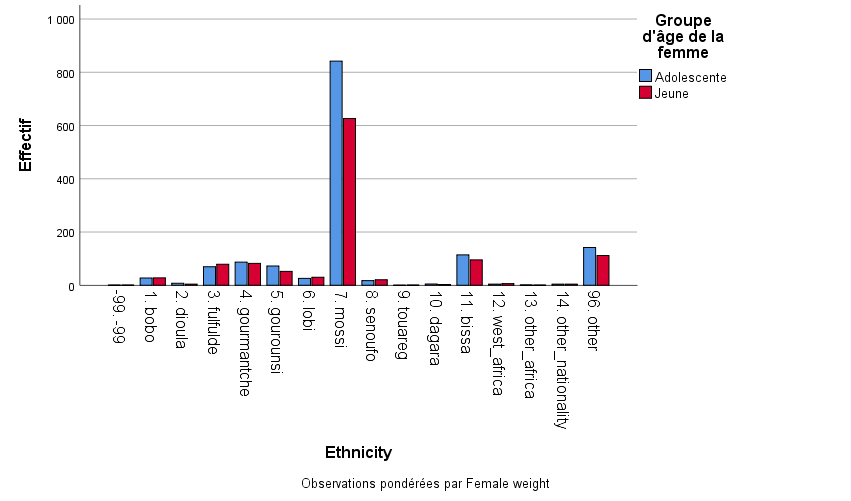 Groupe
d'âge de la
femme
Adolescente
Jeune
Effectif
1 000
800
600
400
200
0
-99. -99
1. bobo
2. dioula
3. fulfulde
4. gourmantche
5. gourounsi
6. lobi
7. mossi
8. senoufo
9. touareg
10. dagara
11. bissa
12. west_africa
13. other_africa
14. other_nationality
96. other
Ethnicity
Observations pondérées par Female weight